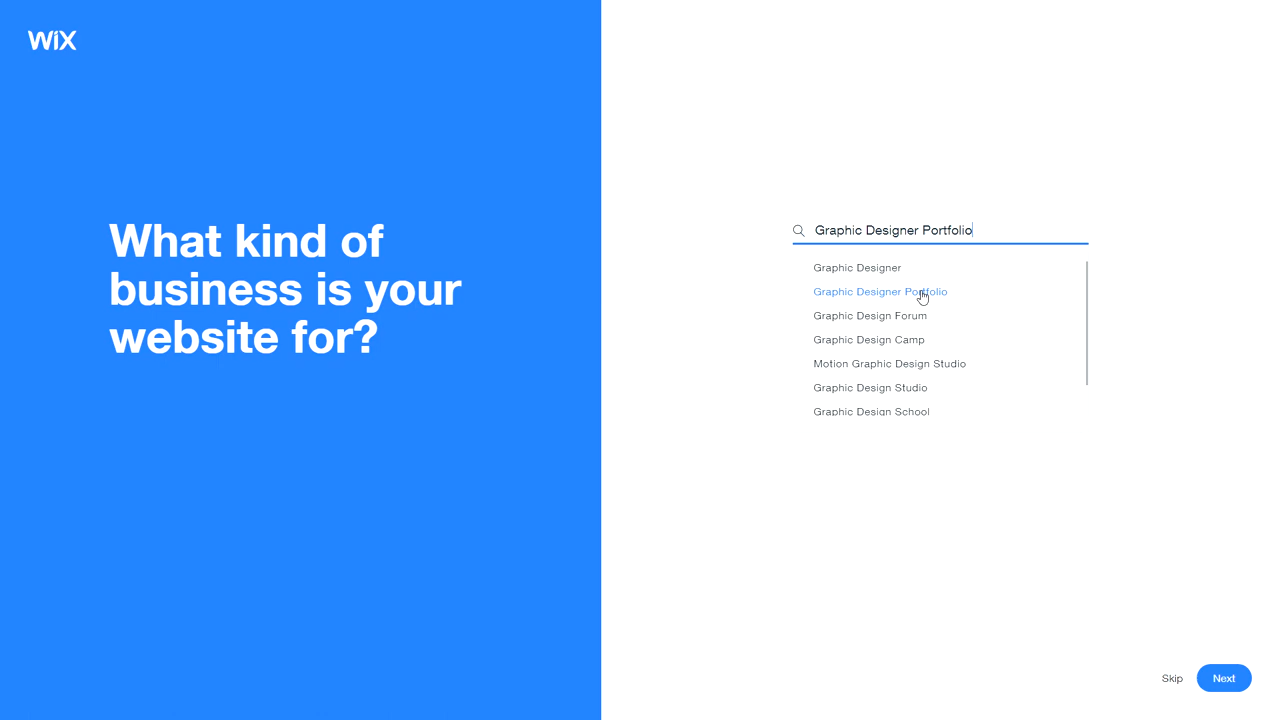 WIX
What kind of
business is your
website for?
Graphic Designer Portfolio
Graphic Designer
Graphic Designer Portfolio
Graphic Design Forum
Graphic Design Camp
Motion Graphic Design Studio
Graphic Design Studio
Graphic Design School
Skip
Next